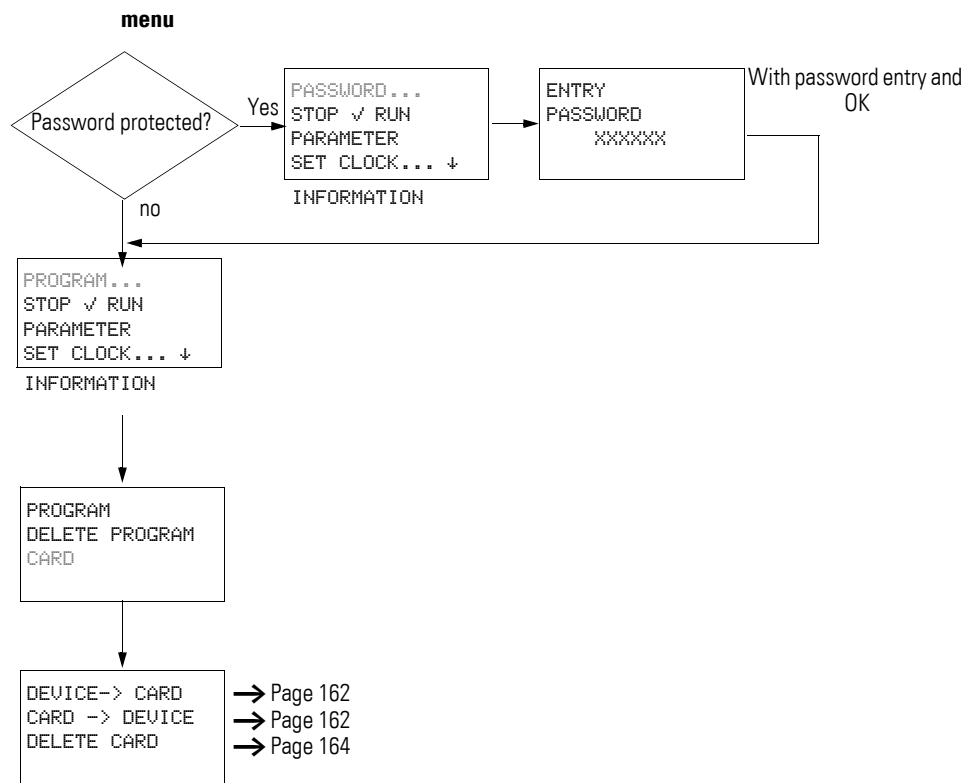 menu
Password protected?
Yes
no
PASSWORD...
STOP √ RUN
PARAMETER
SET CLOCK... ↓
INFORMATION
ENTRY
PASSWORD
XXXXXX
With password entry and
OK
PROGRAM...
STOP √ RUN
PARAMETER
SET CLOCK... ↓
INFORMATION
PROGRAM
DELETE PROGRAM
CARD
DEVICE-> CARD → Page 162
CARD -> DEVICE → Page 162
DELETE CARD → Page 164